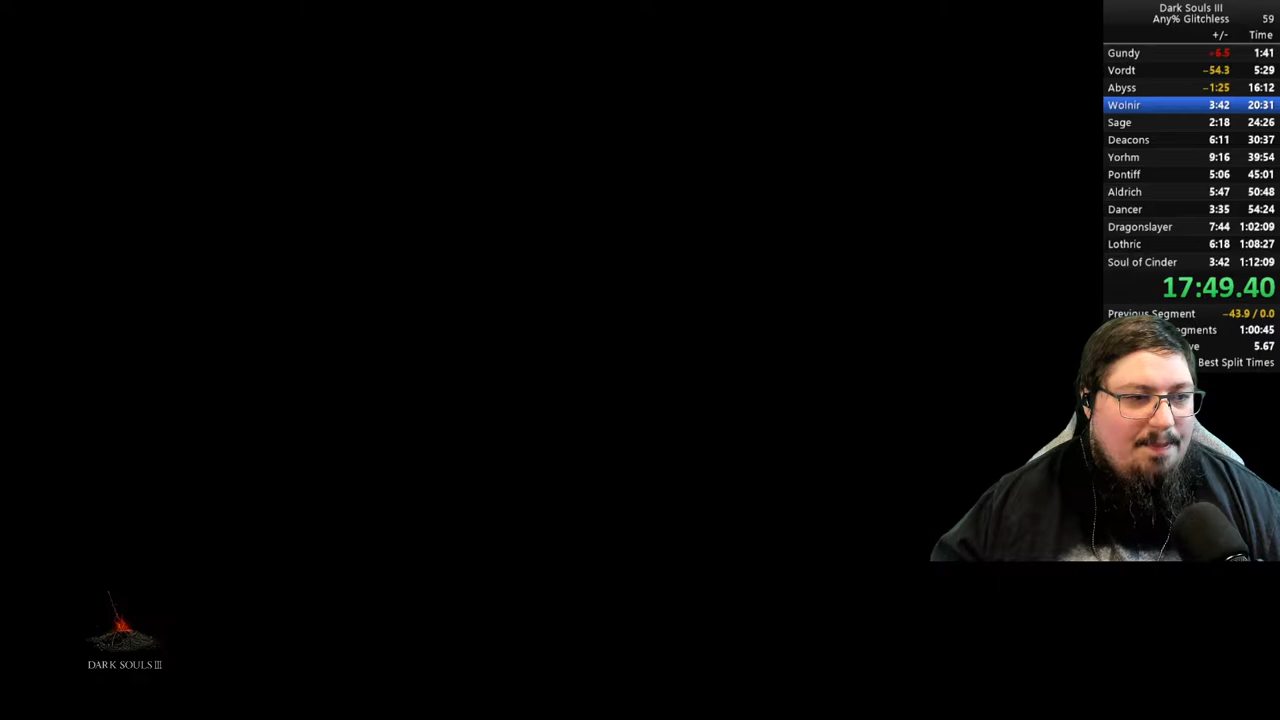 Dark Souls III
Any% Glitchless 59
+/- Time
Gundy +6.5 1:41
Vordt −54.3 5:29
Abyss −1:25 16:12
Wolnir 3:42 20:31
Sage 2:18 24:26
Deacons 6:11 30:37
Yorhm 9:16 39:54
Pontiff 5:06 45:01
Aldrich 5:47 50:48
Dancer 3:35 54:24
Dragonslayer 7:44 1:02:09
Lothric 6:18 1:08:27
Soul of Cinder 3:42 1:12:09
17:49.40
Previous Segment −43.9 / 0.0
egments 1:00:45
ve 5.67
Best Split Times
DARK SOULS III